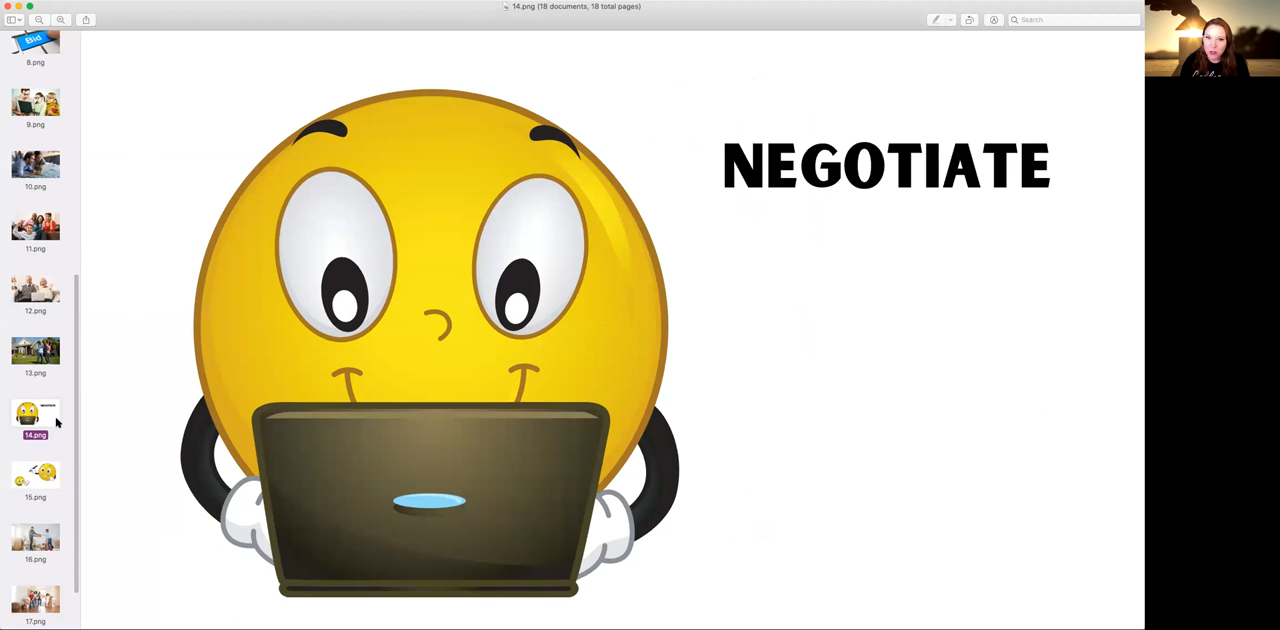 14.png (18 documents, 18 total pages)
Search
Bid
8.png
9.png
10.png
11.png
12.png
13.png
14.png
15.png
16.png
17.png
NEGOTIATE